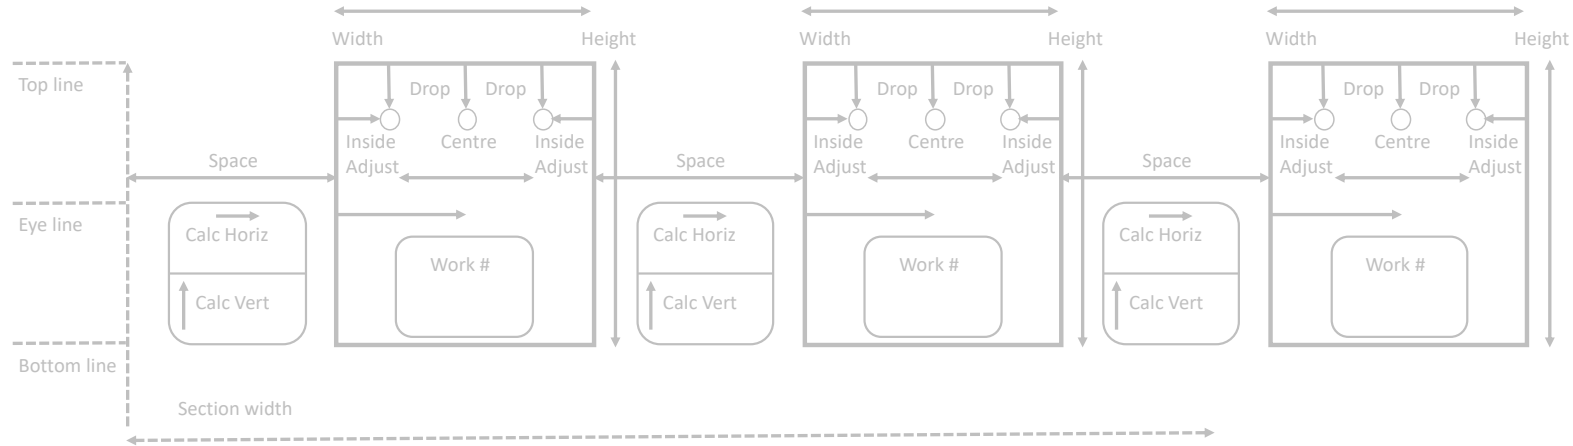 Width Height Width Height Width Height
Top line
Drop Drop Drop Drop Drop Drop
Inside Centre Inside Inside Centre Inside Inside Centre Inside
Adjust Adjust Adjust Adjust Adjust Adjust
Space Space Space
Eye line
Calc Horiz Calc Horiz Calc Horiz
Work # Work # Work #
Calc Vert Calc Vert Calc Vert
Bottom line
Section width